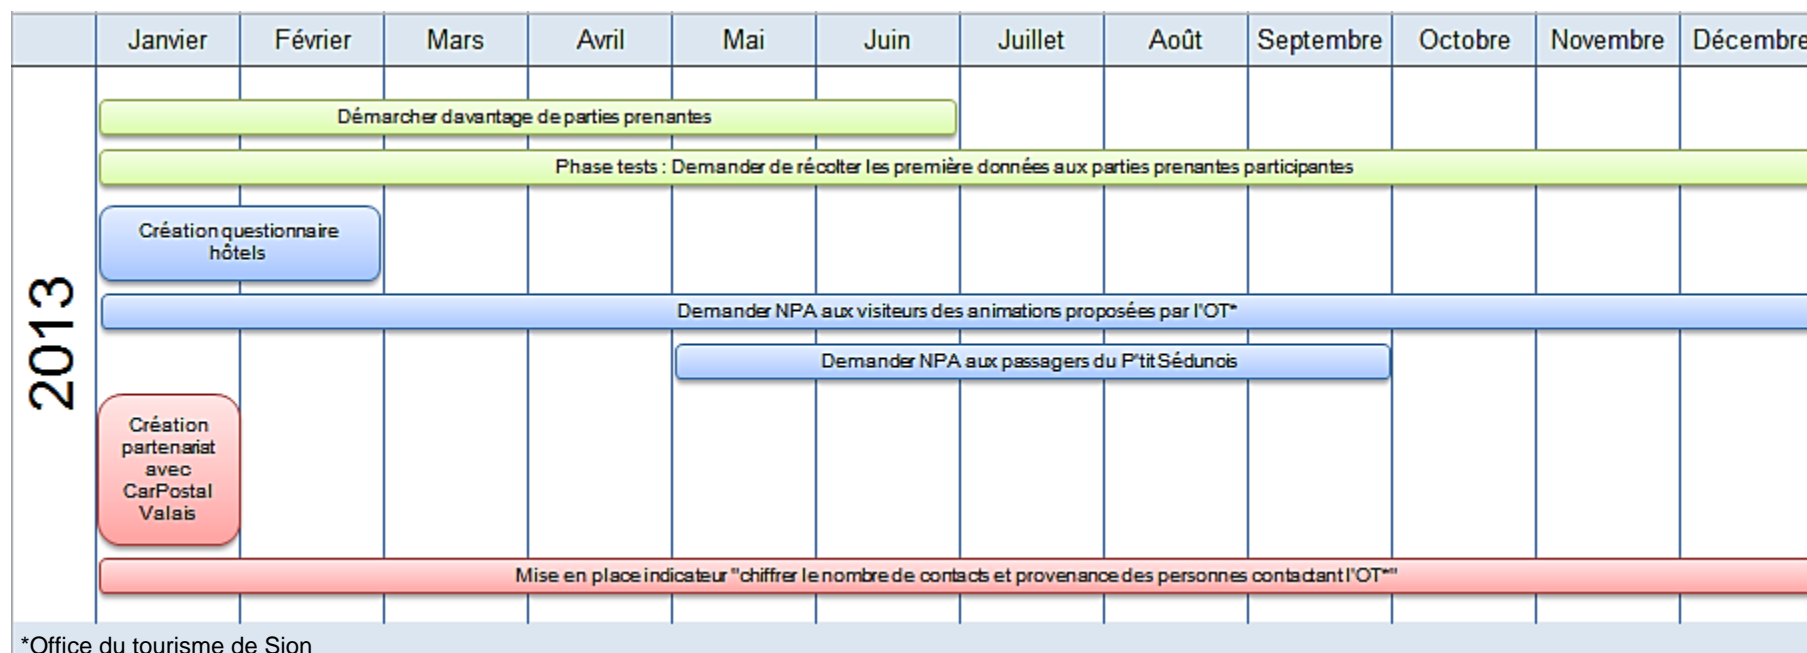 Janvier Février Mars Avril Mai Juin Juillet Août Septembre Octobre Novembre Décembre
2013
Démarcher davantage de parties prenantes
Phase tests : Demander de récolter les première données aux parties prenantes participantes
Création questionnaire
hôtels
Demander NPA aux visiteurs des animations proposées par l'OT*
Demander NPA aux passagers du P'tit Sédunois
Création
partenariat
avec
CarPostal
Valais
Mise en place indicateur "chiffrer le nombre de contacts et provenance des personnes contactant l'OT*"
*Office du tourisme de Sion